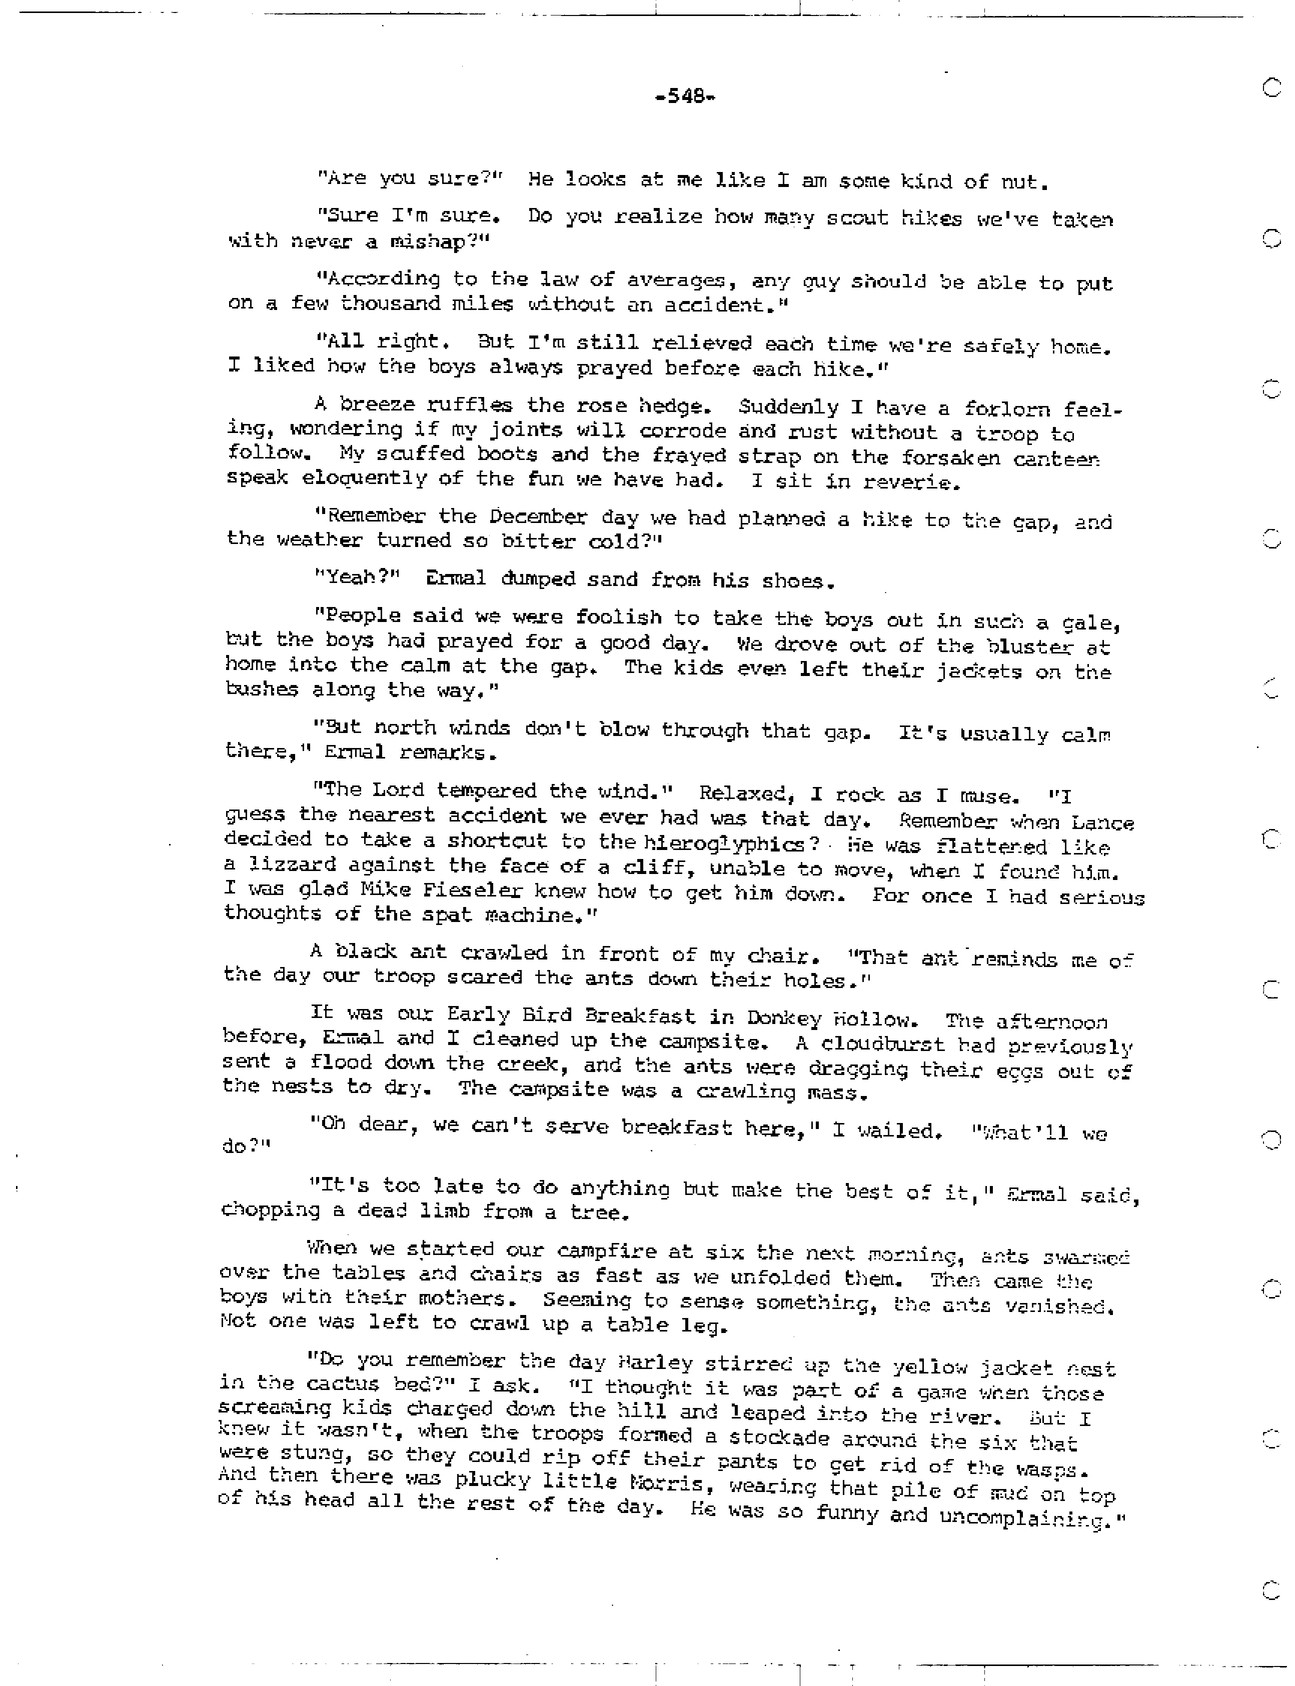 -548-
"Are you sure?" He looks at me like I am some kind of nut.
"Sure I'm sure. Do you realize how many scout hikes we've taken
with never a mishap?"
"According to the law of averages, any guy should be able to put
on a few thousand miles without an accident."
"All right. But I'm still relieved each time we're safely home.
I liked how the boys always prayed before each hike."
A breeze ruffles the rose hedge. Suddenly I have a forlorn feel-
ing, wondering if my joints will corrode and rust without a troop to
follow. My scuffed boots and the frayed strap on the forsaken canteen
speak eloquently of the fun we have had. I sit in reverie.
"Remember the December day we had planned a hike to the gap, and
the weather turned so bitter cold?"
"Yeah?" Ermal dumped sand from his shoes.
"People said we were foolish to take the boys out in such a gale,
but the boys had prayed for a good day. We drove out of the bluster at
home into the calm at the gap. The kids even left their jackets on the
bushes along the way."
"But north winds don't blow through that gap. It's usually calm
there," Ermal remarks.
"The Lord tempered the wind." Relaxed, I rock as I muse. "I
guess the nearest accident we ever had was that day. Remember when Lance
decided to take a shortcut to the hieroglyphics? He was flattened like
a lizzard against the face of a cliff, unable to move, when I found him.
I was glad Mike Fieseler knew how to get him down. For once I had serious
thoughts of the spat machine."
A black ant crawled in front of my chair. "That ant reminds me of
the day our troop scared the ants down their holes."
It was our Early Bird Breakfast in Donkey Hollow. The afternoon
before, Ermal and I cleaned up the campsite. A cloudburst had previously
sent a flood down the creek, and the ants were dragging their eggs out of
the nests to dry. The campsite was a crawling mass.
"Oh dear, we can't serve breakfast here," I wailed. "What'll we
do?"
"It's too late to do anything but make the best of it," Ermal said,
chopping a dead limb from a tree.
When we started our campfire at six the next morning, ants swarmed
over the tables and chairs as fast as we unfolded them. Then came the
boys with their mothers. Seeming to sense something, the ants vanished.
Not one was left to crawl up a table leg.
"Do you remember the day Harley stirred up the yellow jacket nest
in the cactus bed?" I ask. "I thought it was part of a game when those
screaming kids charged down the hill and leaped into the river. But I
knew it wasn't, when the troops formed a stockade around the six that
were stung, so they could rip off their pants to get rid of the wasps.
And then there was plucky little Morris, wearing that pile of mud on top
of his head all the rest of the day. He was so funny and uncomplaining."